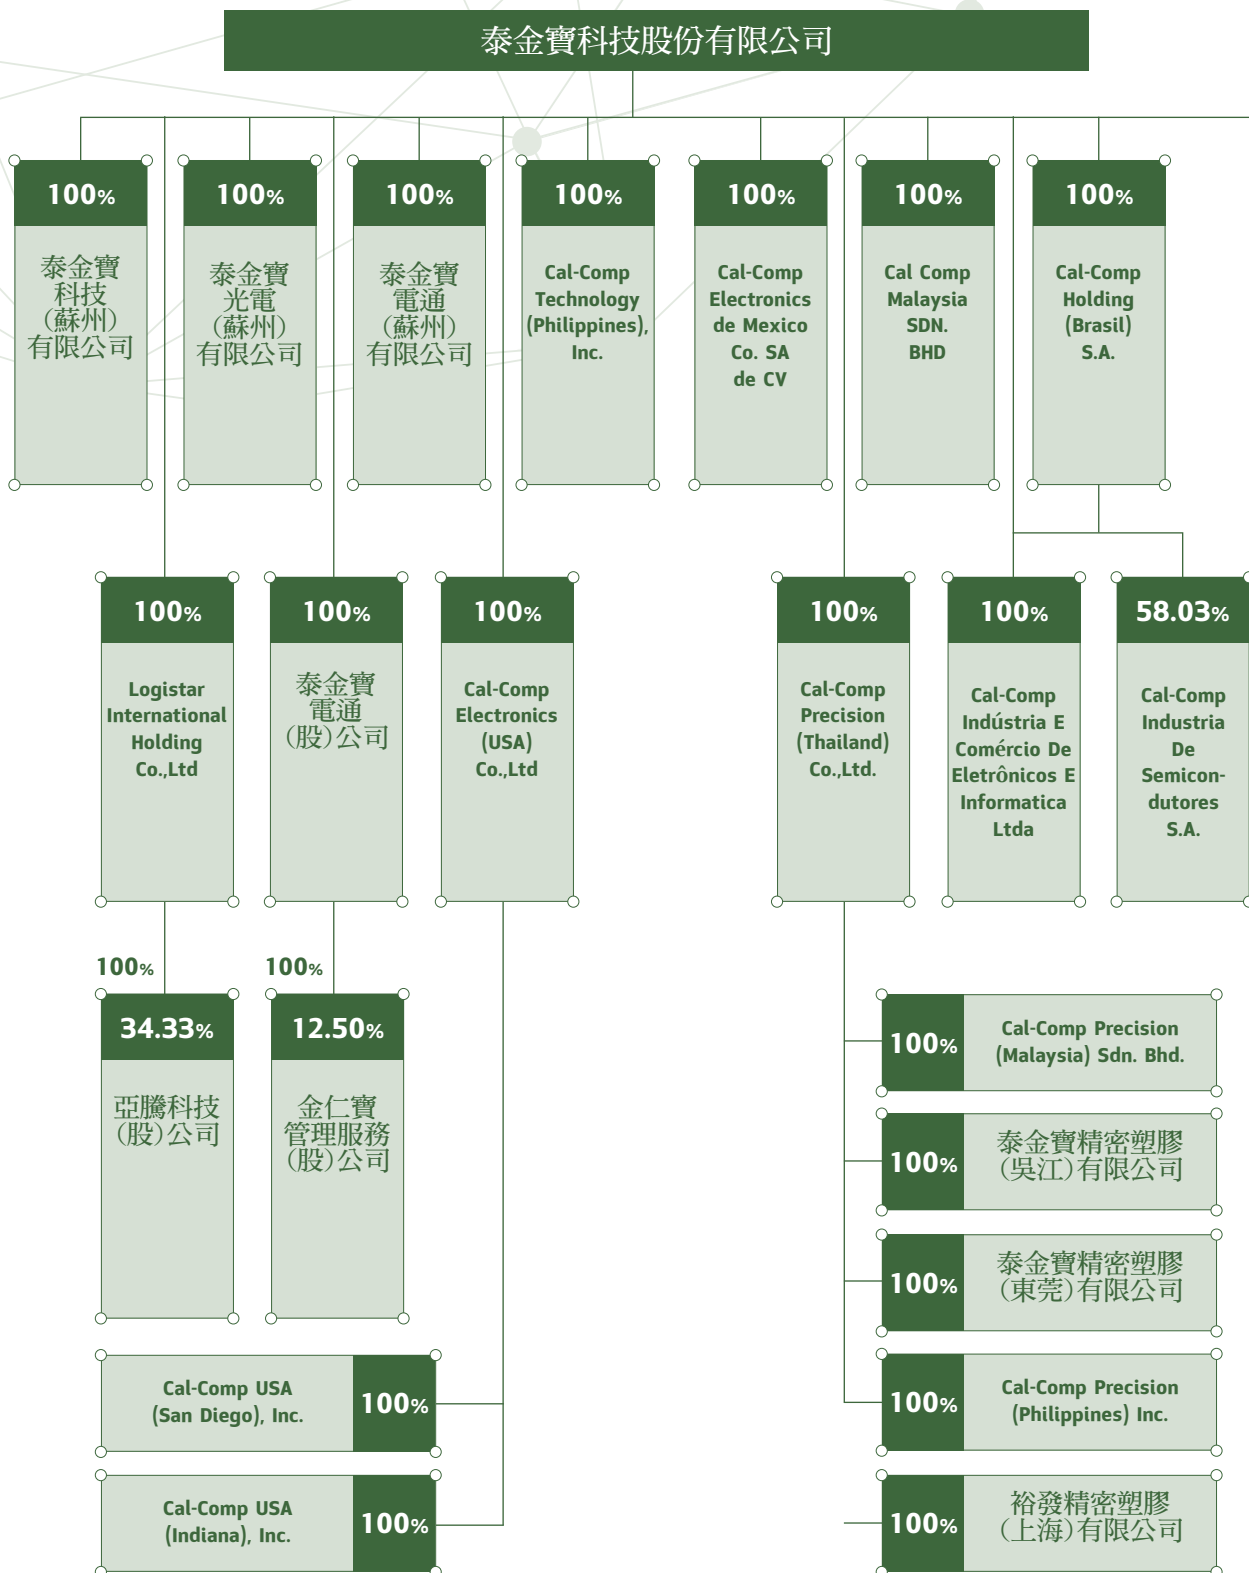 泰金寶科技股份有限公司
100%
泰金寶
科技
(蘇州)
有限公司
100%
泰金寶
光電
(蘇州)
有限公司
100%
泰金寶
電通
(蘇州)
有限公司
100%
Cal-Comp
Technology
(Philippines),
Inc.
100%
Cal-Comp
Electronics
de Mexico
Co. SA
de CV
100%
Cal Comp
Malaysia
SDN.
BHD
100%
Cal-Comp
Holding
(Brasil)
S.A.
100%
Logistar
International
Holding
Co.,Ltd
100%
泰金寶
電通
(股)公司
100%
Cal-Comp
Electronics
(USA)
Co.,Ltd
100%
Cal-Comp
Precision
(Thailand)
Co.,Ltd.
100%
Cal-Comp
Indústria E
Comércio De
Eletrônicos E
Informatica
Ltda
58.03%
Cal-Comp
Industria
De
Semicon-
dutores
S.A.
100%
34.33%
亞騰科技
(股)公司
100%
12.50%
金仁寶
管理服務
(股)公司
Cal-Comp USA
(San Diego), Inc.
100%
Cal-Comp USA
(Indiana), Inc.
100%
100%
Cal-Comp Precision
(Malaysia) Sdn. Bhd.
100%
泰金寶精密塑膠
(吳江)有限公司
100%
泰金寶精密塑膠
(東莞)有限公司
100%
Cal-Comp Precision
(Philippines) Inc.
100%
裕發精密塑膠
(上海)有限公司